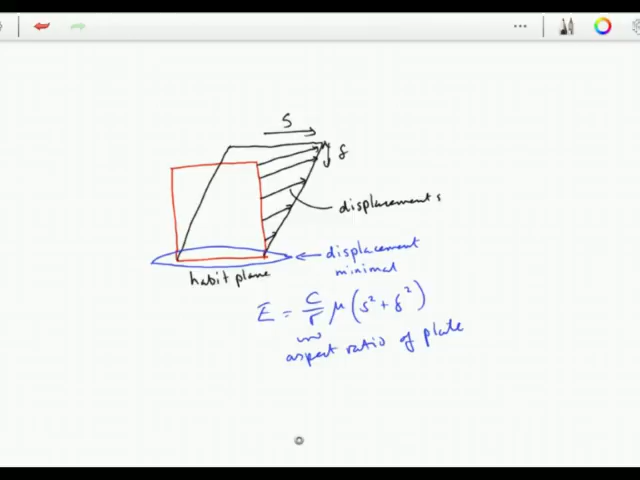 s
δ
displacements
displacement
minimal
habit plane
E = c/r μ (s² + δ²)
aspect ratio of plate